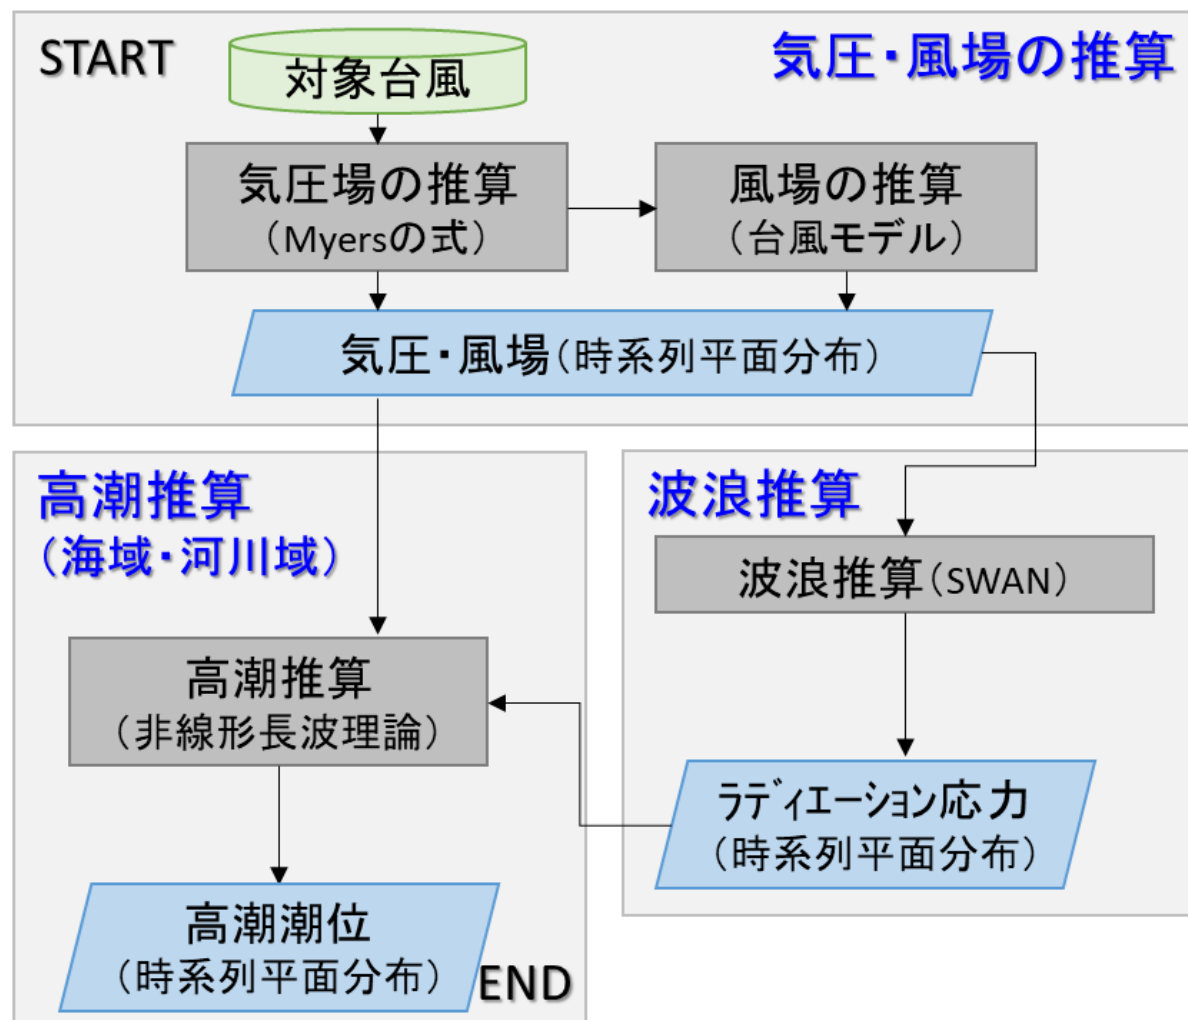 START
気圧・風場の推算
対象台風
気圧場の推算
（Myersの式）
風場の推算
（台風モデル）
気圧・風場（時系列平面分布）
高潮推算
（海域・河川域）
波浪推算
波浪推算（SWAN）
高潮推算
（非線形長波理論）
ﾗﾃﾞｨｴｰｼｮﾝ応力
（時系列平面分布）
高潮潮位
（時系列平面分布）
END